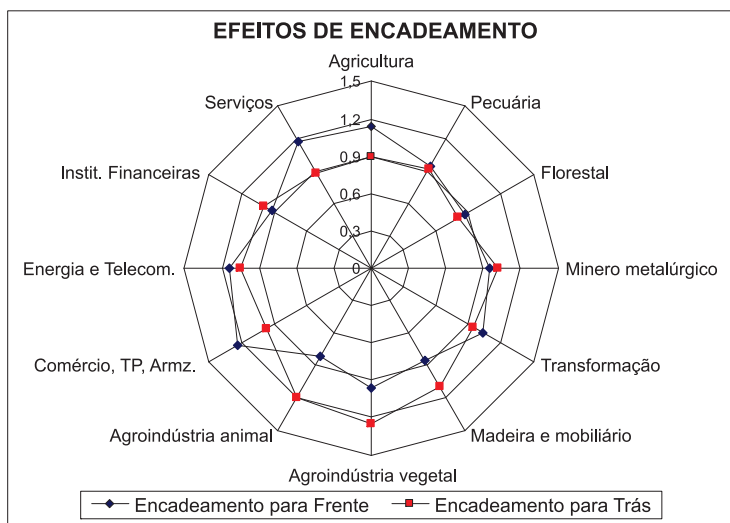 EFEITOS DE ENCADEAMENTO
Agricultura
1,5
Serviços
Pecuária
1,2
0,9
Instit. Financeiras
Florestal
0,6
0,3
Energia e Telecom.
0
Minero metalúrgico
Comércio, TP, Armz.
Transformação
Agroindústria animal
Madeira e mobiliário
Agroindústria vegetal
Encadeamento para Frente
Encadeamento para Trás